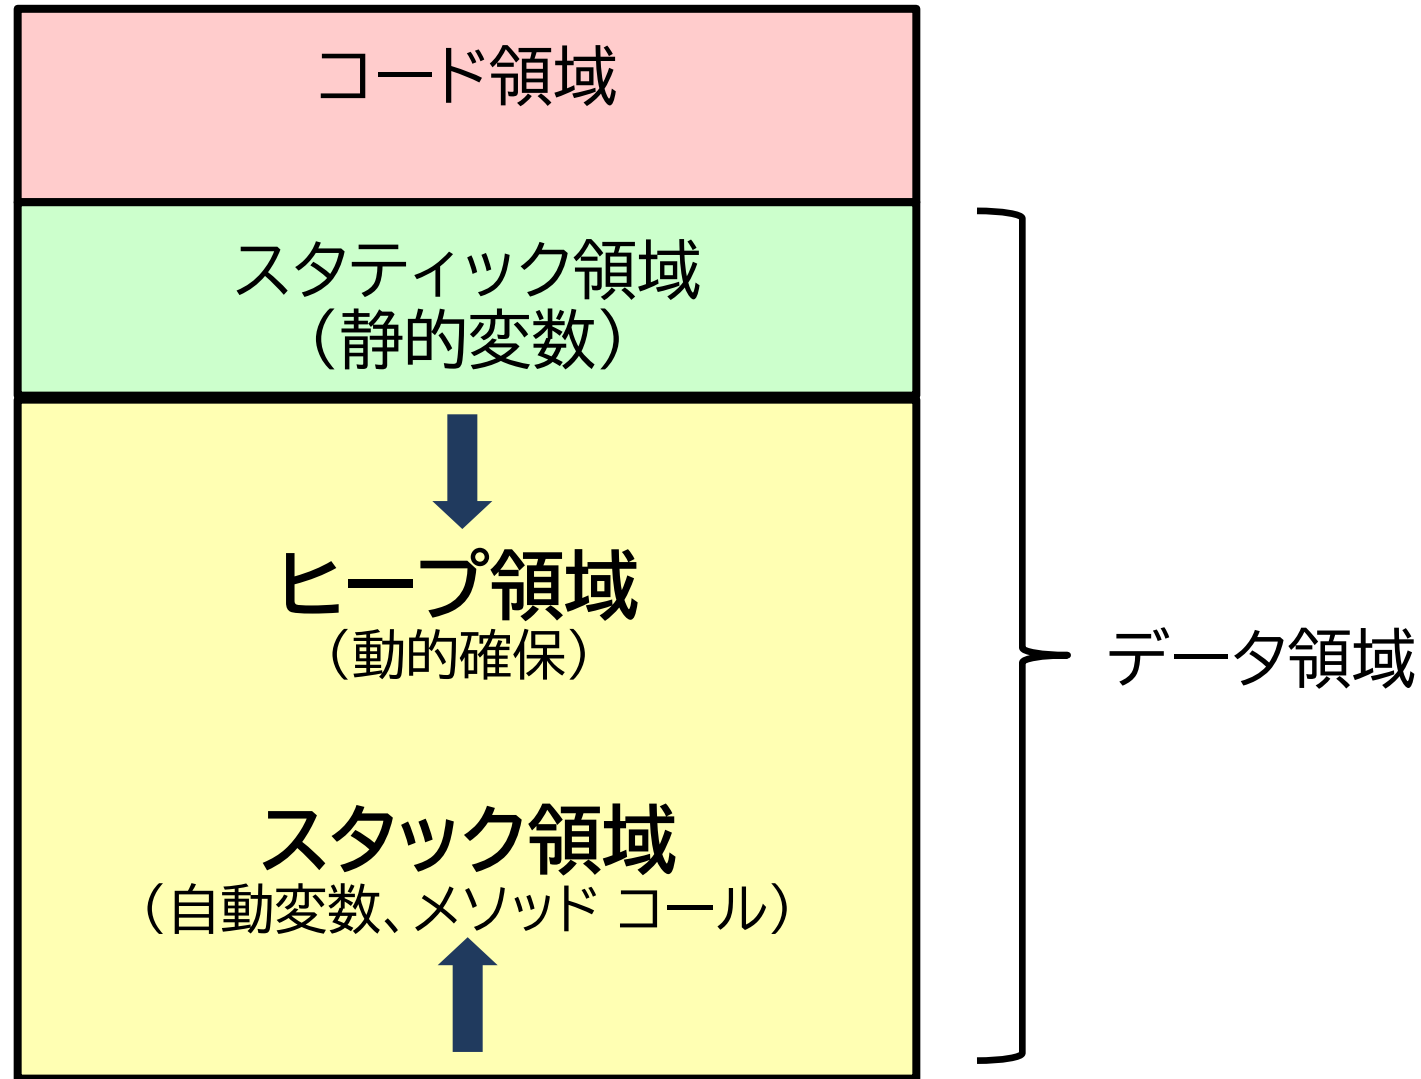 コード領域
スタティック領域
（静的変数）
ヒープ領域
（動的確保）
スタック領域
（自動変数、メソッド コール）
データ領域